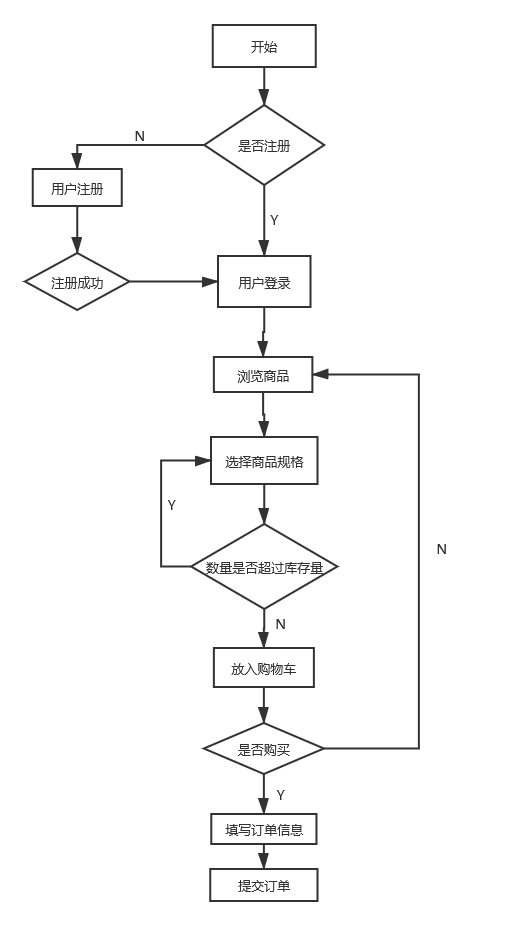 开始
是否注册
N
用户注册
Y
注册成功
用户登录
浏览商品
选择商品规格
Y
N
数量是否超过库存量
N
放入购物车
是否购买
Y
填写订单信息
提交订单